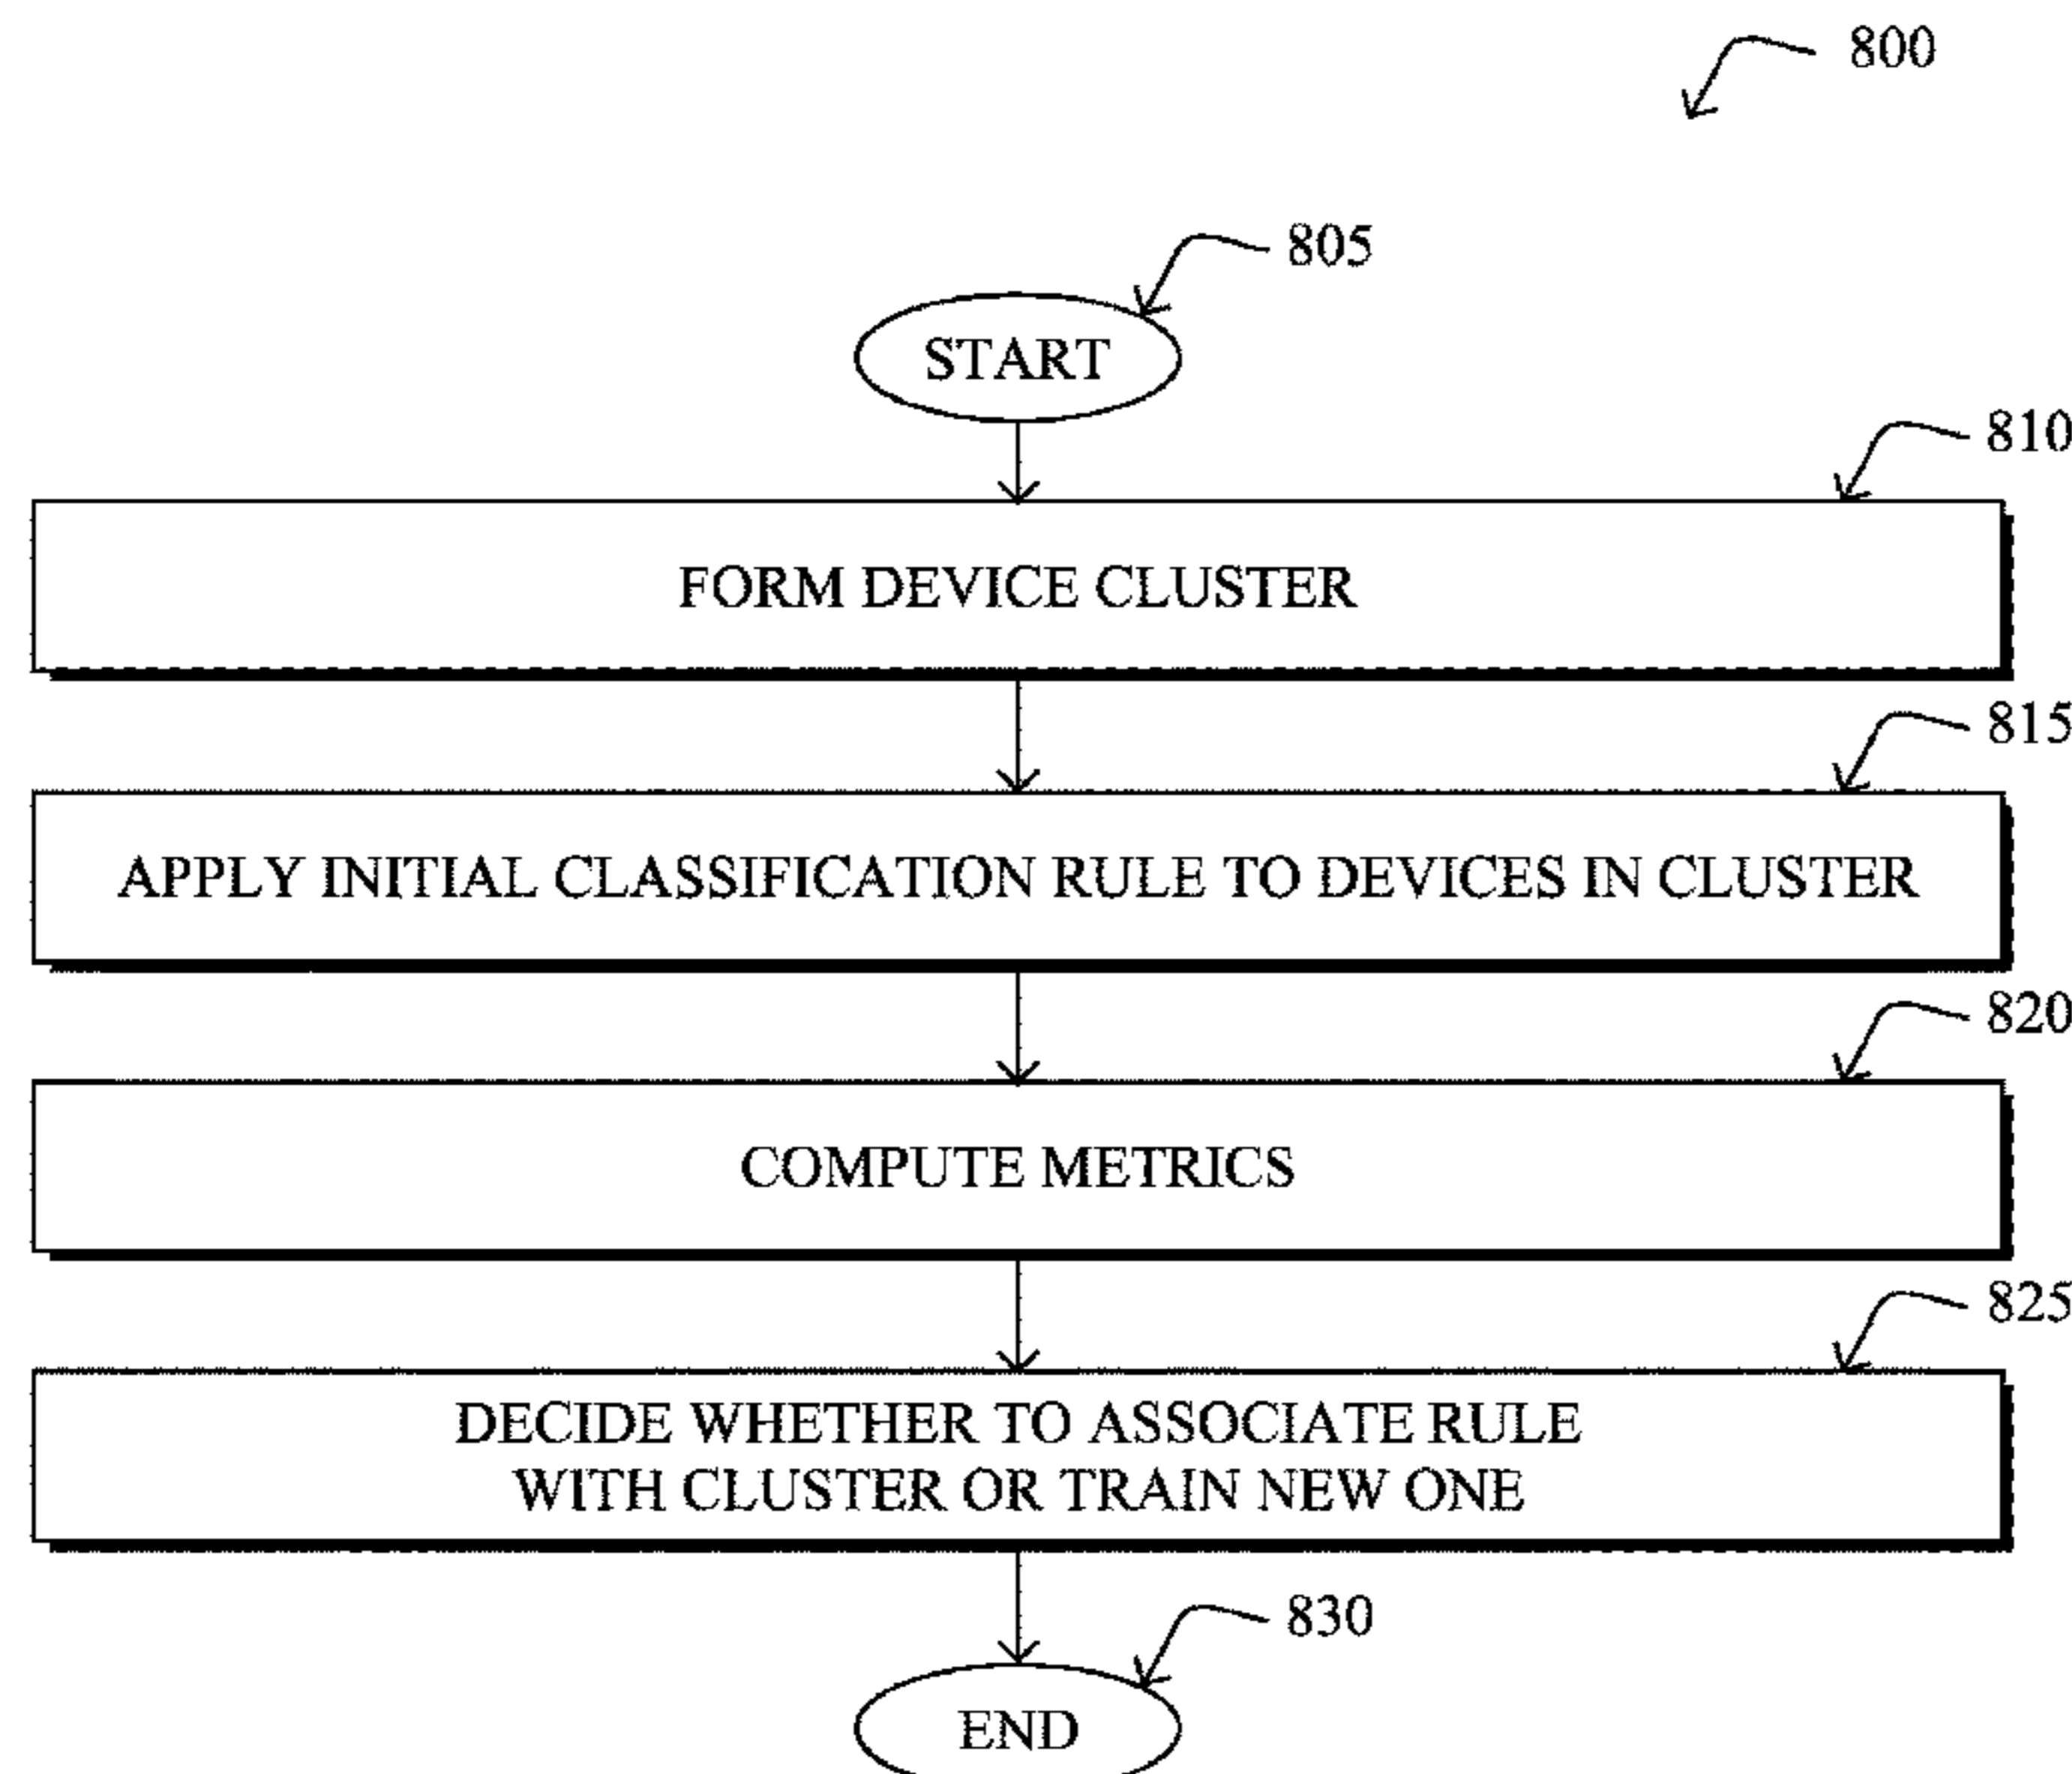 800
805
START
810
FORM DEVICE CLUSTER
815
APPLY INITIAL CLASSIFICATION RULE TO DEVICES IN CLUSTER
820
COMPUTE METRICS
825
DECIDE WHETHER TO ASSOCIATE RULE
WITH CLUSTER OR TRAIN NEW ONE
830
END